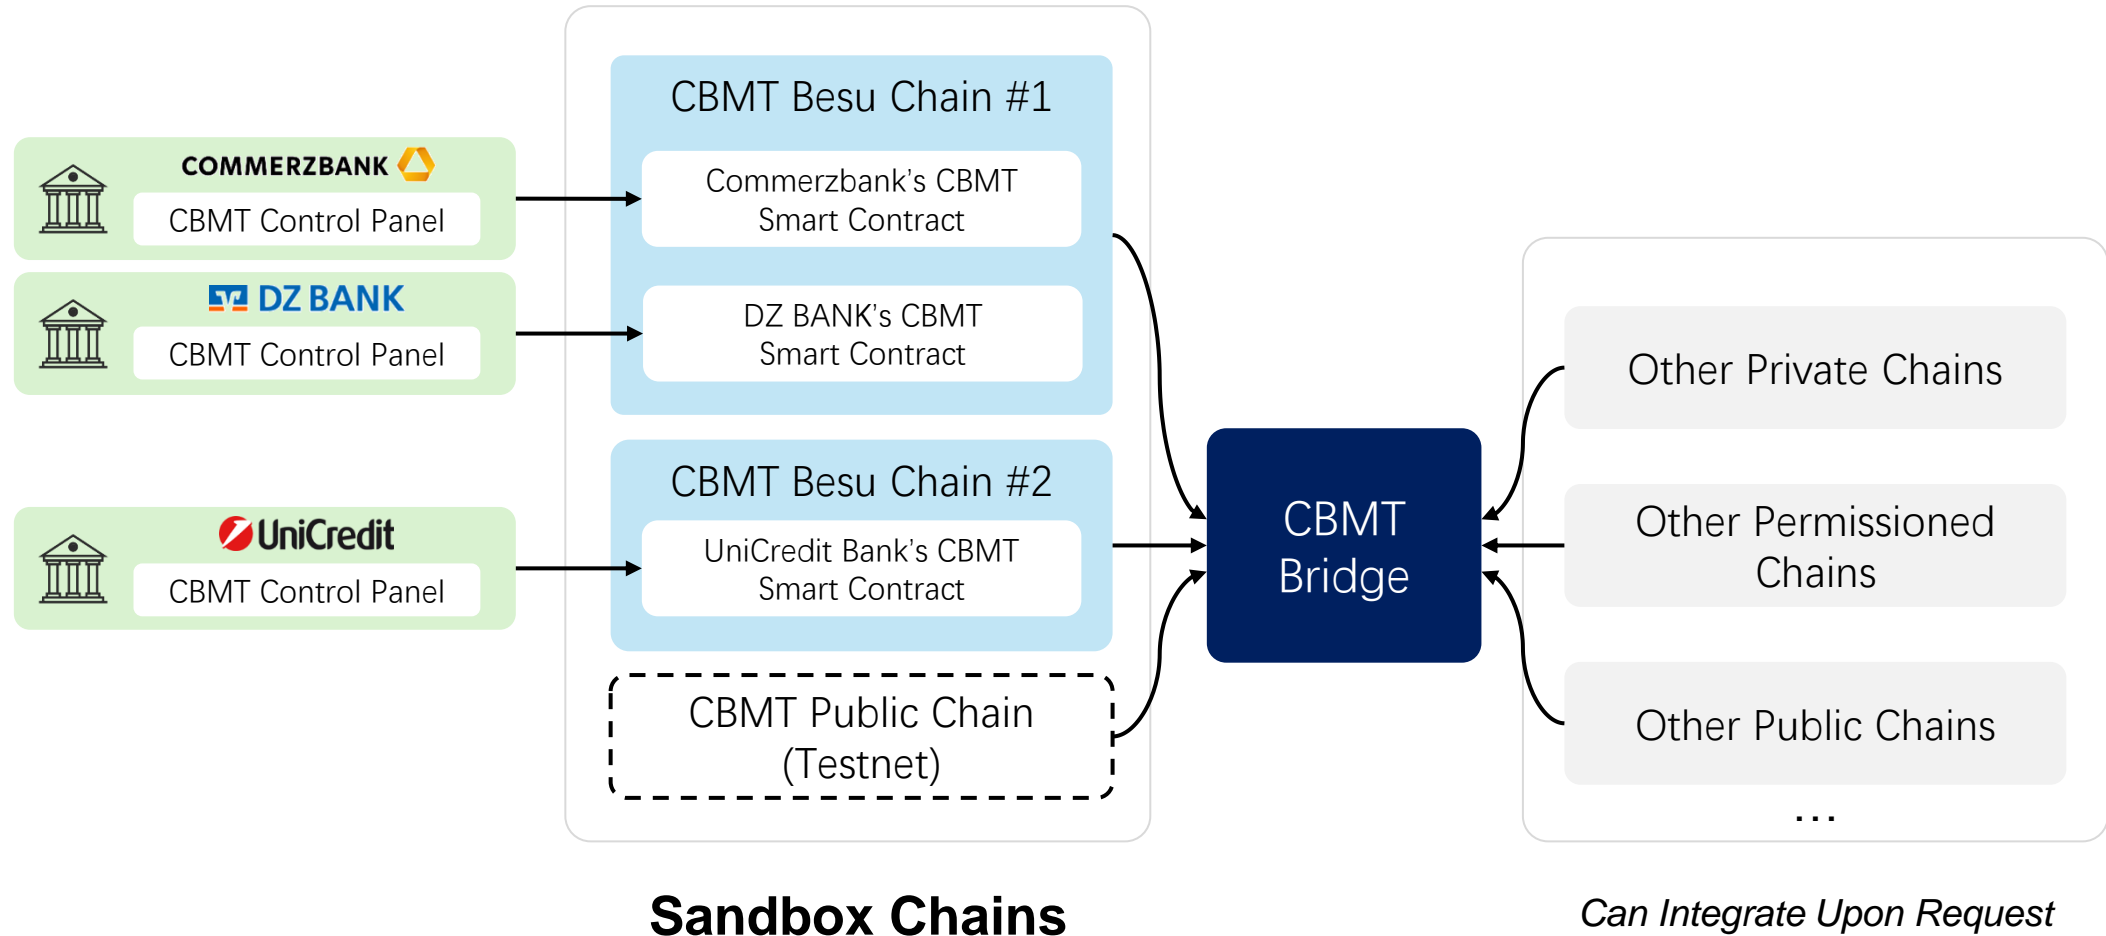 COMMERZBANK
CBMT Control Panel
DZ BANK
CBMT Control Panel
UniCredit
CBMT Control Panel
CBMT Besu Chain #1
Commerzbank’s CBMT
Smart Contract
DZ BANK’s CBMT
Smart Contract
CBMT Besu Chain #2
UniCredit Bank’s CBMT
Smart Contract
CBMT Public Chain
(Testnet)
Sandbox Chains
CBMT
Bridge
Other Private Chains
Other Permissioned
Chains
Other Public Chains
...
Can Integrate Upon Request